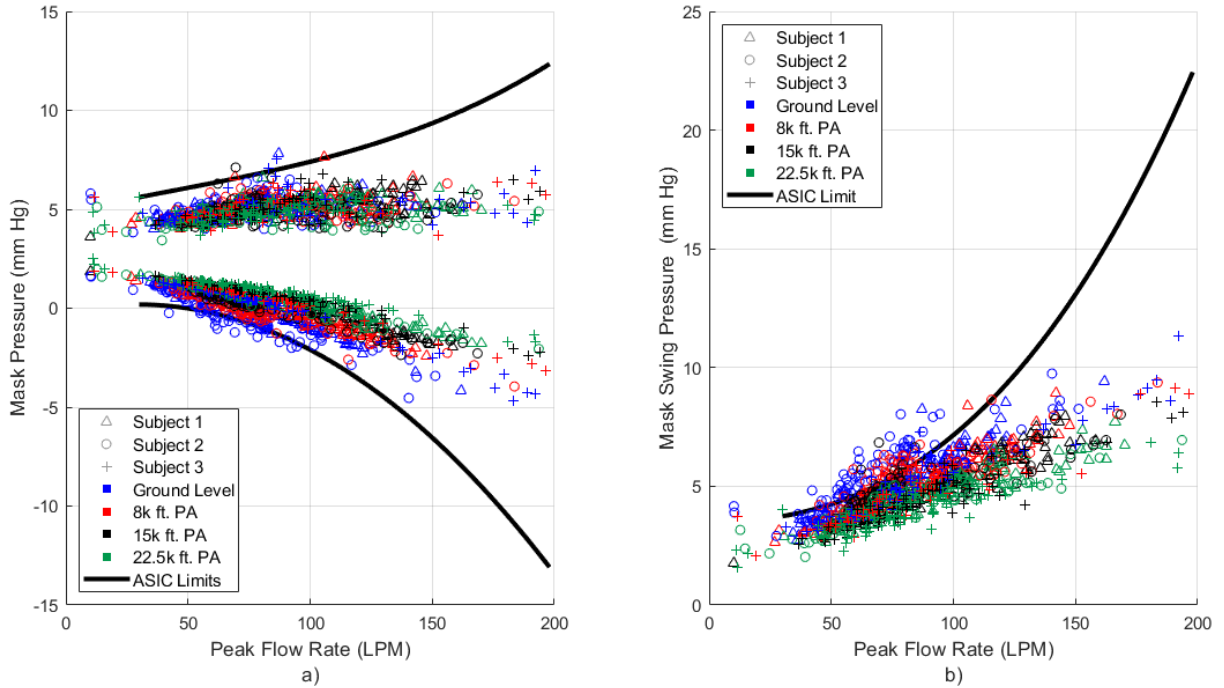 15
10
5
0
-5
-10
-15
Mask Pressure (mm Hg)
Subject 1
Subject 2
Subject 3
Ground Level
8k ft. PA
15k ft. PA
22.5k ft. PA
ASIC Limits
0
50
100
150
200
Peak Flow Rate (LPM)
a)
25
20
15
10
5
0
Mask Swing Pressure (mm Hg)
Subject 1
Subject 2
Subject 3
Ground Level
8k ft. PA
15k ft. PA
22.5k ft. PA
ASIC Limit
0
50
100
150
200
Peak Flow Rate (LPM)
b)